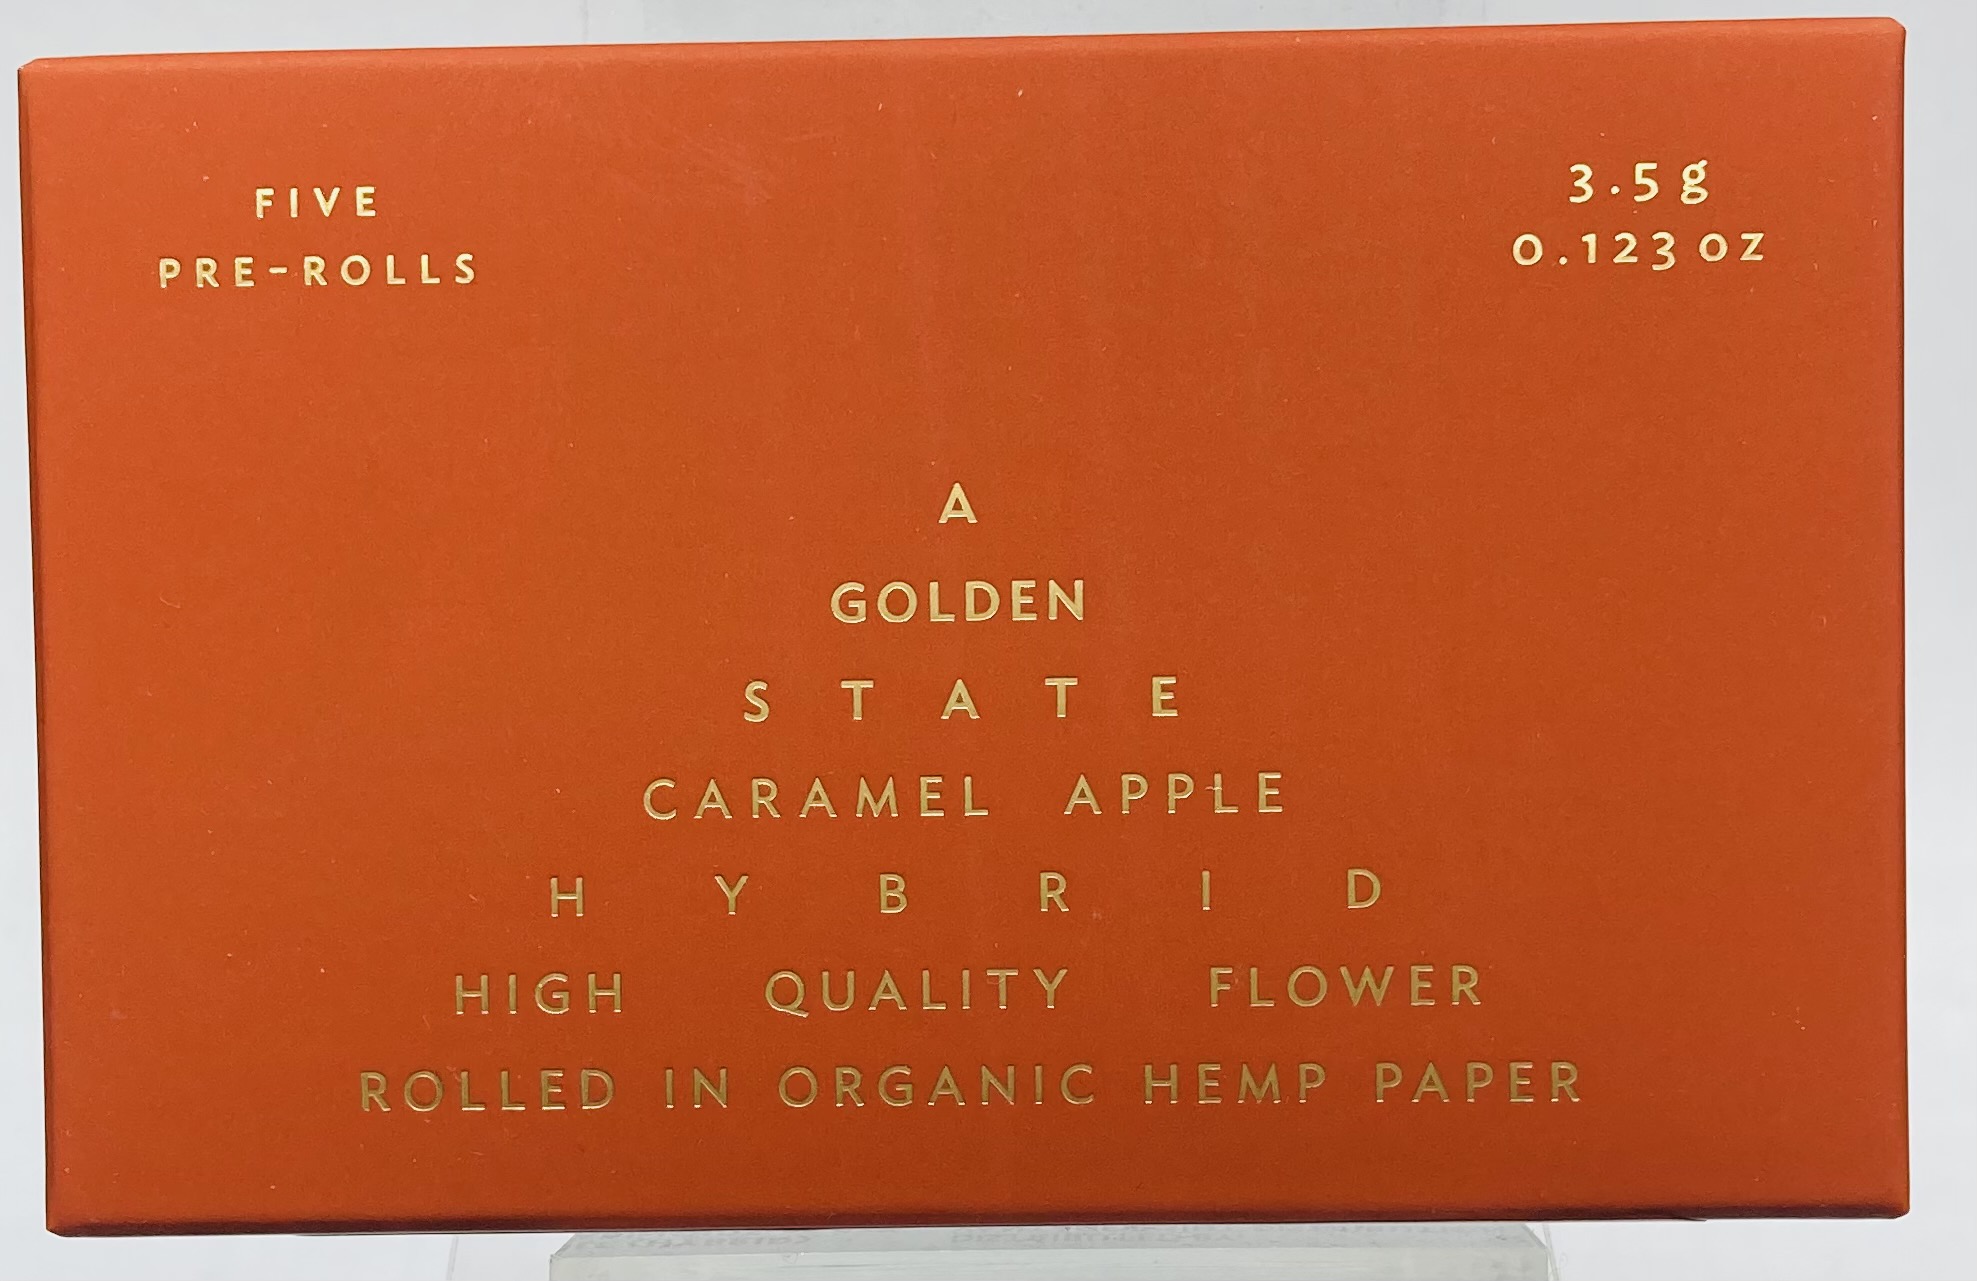 FIVE
PRE-ROLLS
3.5g
0.123 oz
A
GOLDEN
STATE
CARAMEL APPLE
HYBRID
HIGH QUALITY FLOWER
ROLLED IN ORGANIC HEMP PAPER